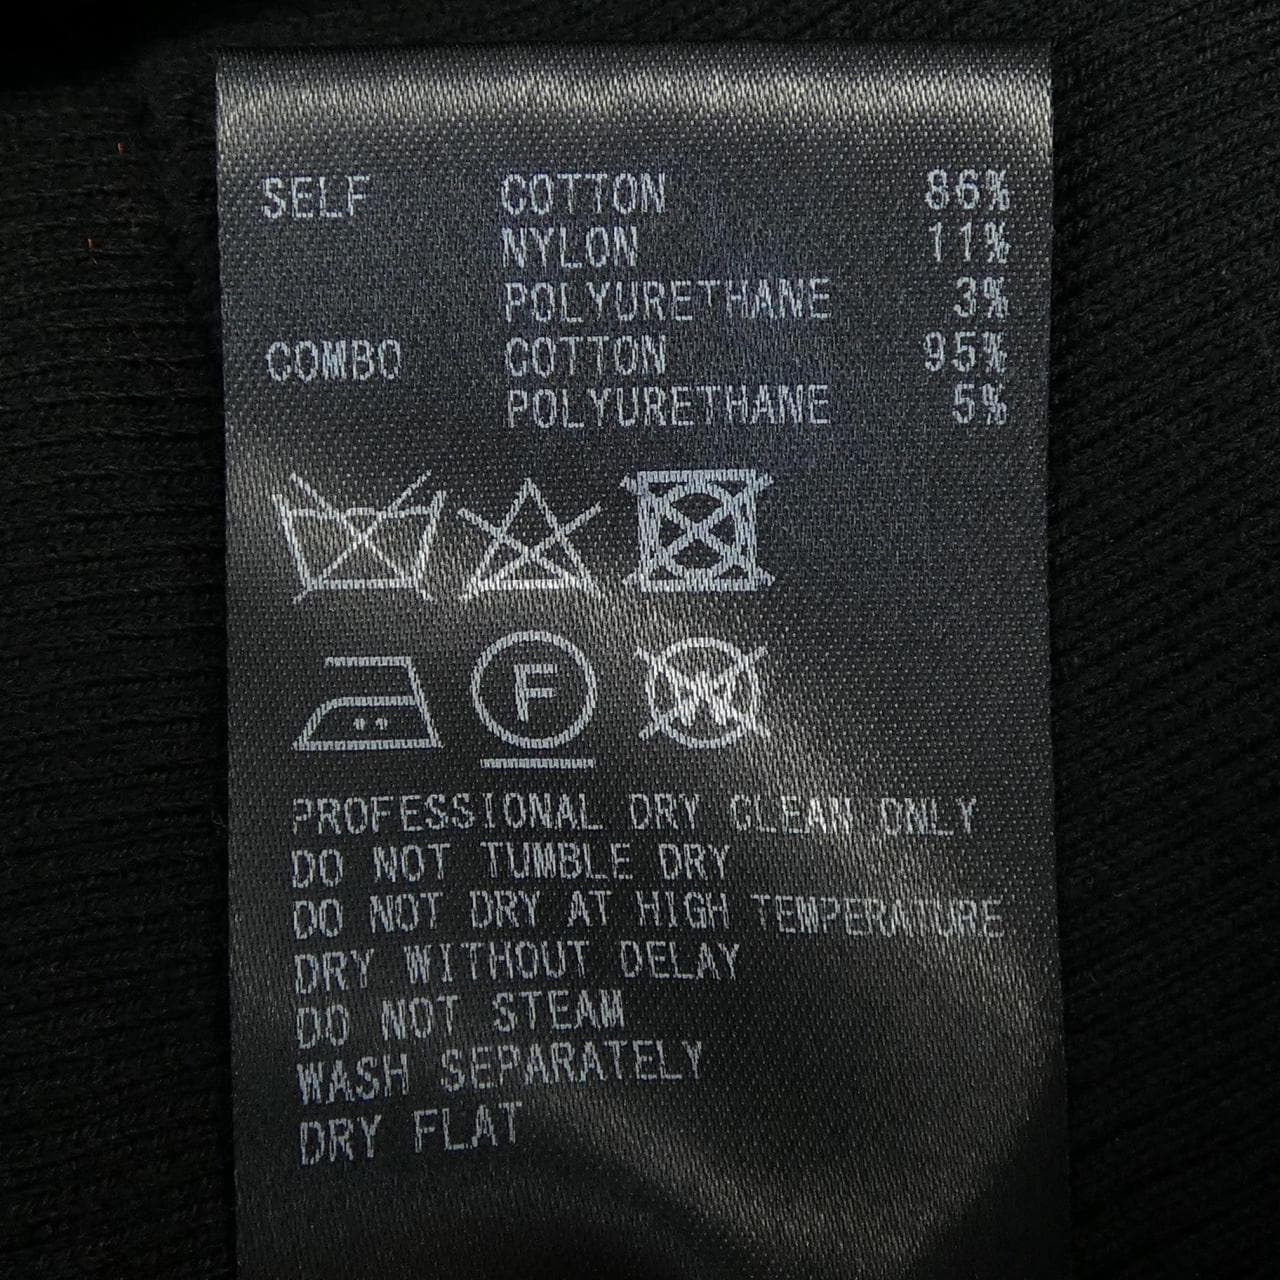 SELF COTTON 86%
NYLON 11%
POLYURETHANE 3%
COMBO COTTON 95%
POLYURETHANE 5%
F
W
PROFESSIONAL DRY CLEAN ONLY
DO NOT TUMBLE DRY
DO NOT DRY AT HIGH TEMPERATURE
DRY WITHOUT DELAY
DO NOT STEAM
WASH SEPARATELY
DRY FLAT